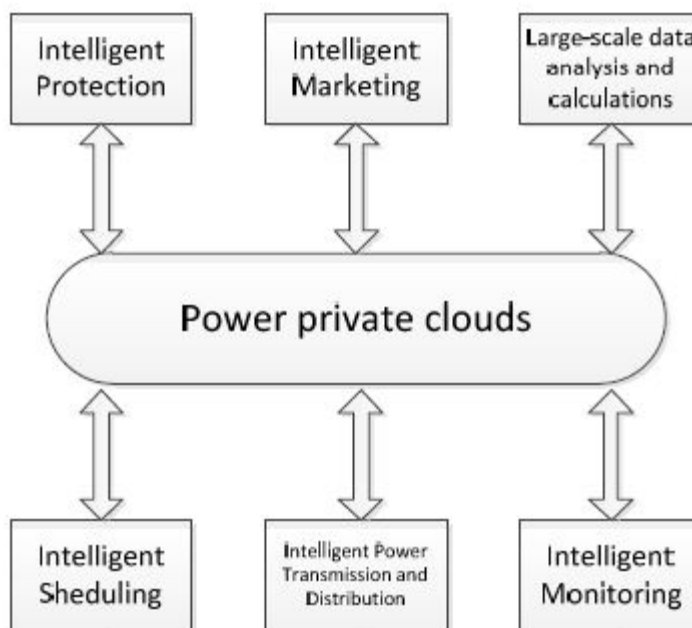 Intelligent
Protection
Intelligent
Marketing
Large-scale data
analysis and
calculations
Power private clouds
Intelligent
Sheduling
Intelligent Power
Transmission and
Distribution
Intelligent
Monitoring